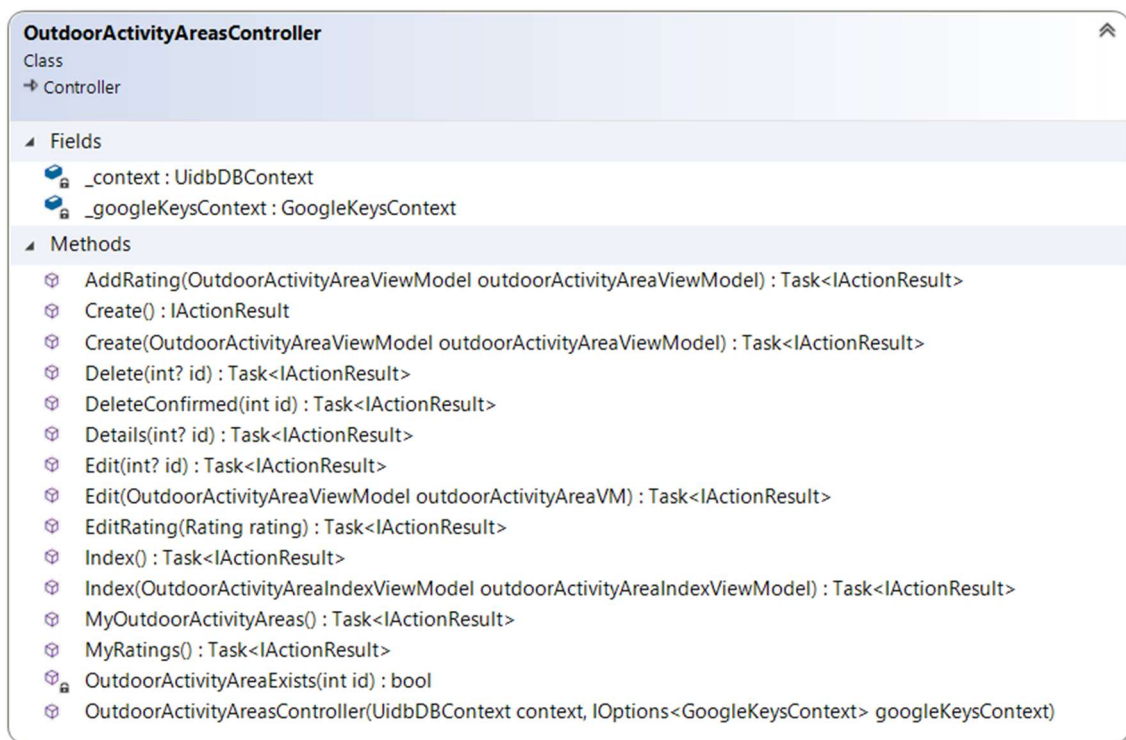 OutdoorActivityAreasController
Class
Controller
Fields
_context : UidbDBContext
_googleKeysContext : GoogleKeysContext
Methods
AddRating(OutdoorActivityAreaViewModel outdoorActivityAreaViewModel) : Task<IActionResult>
Create() : IActionResult
Create(OutdoorActivityAreaViewModel outdoorActivityAreaViewModel) : Task<IActionResult>
Delete(int? id) : Task<IActionResult>
DeleteConfirmed(int id) : Task<IActionResult>
Details(int? id) : Task<IActionResult>
Edit(int? id) : Task<IActionResult>
Edit(OutdoorActivityAreaViewModel outdoorActivityAreaVM) : Task<IActionResult>
EditRating(Rating rating) : Task<IActionResult>
Index() : Task<IActionResult>
Index(OutdoorActivityAreaIndexViewModel outdoorActivityAreaIndexViewModel) : Task<IActionResult>
MyOutdoorActivityAreas() : Task<IActionResult>
MyRatings() : Task<IActionResult>
OutdoorActivityAreaExists(int id) : bool
OutdoorActivityAreasController(UidbDBContext context, IOptions<GoogleKeysContext> googleKeysContext)